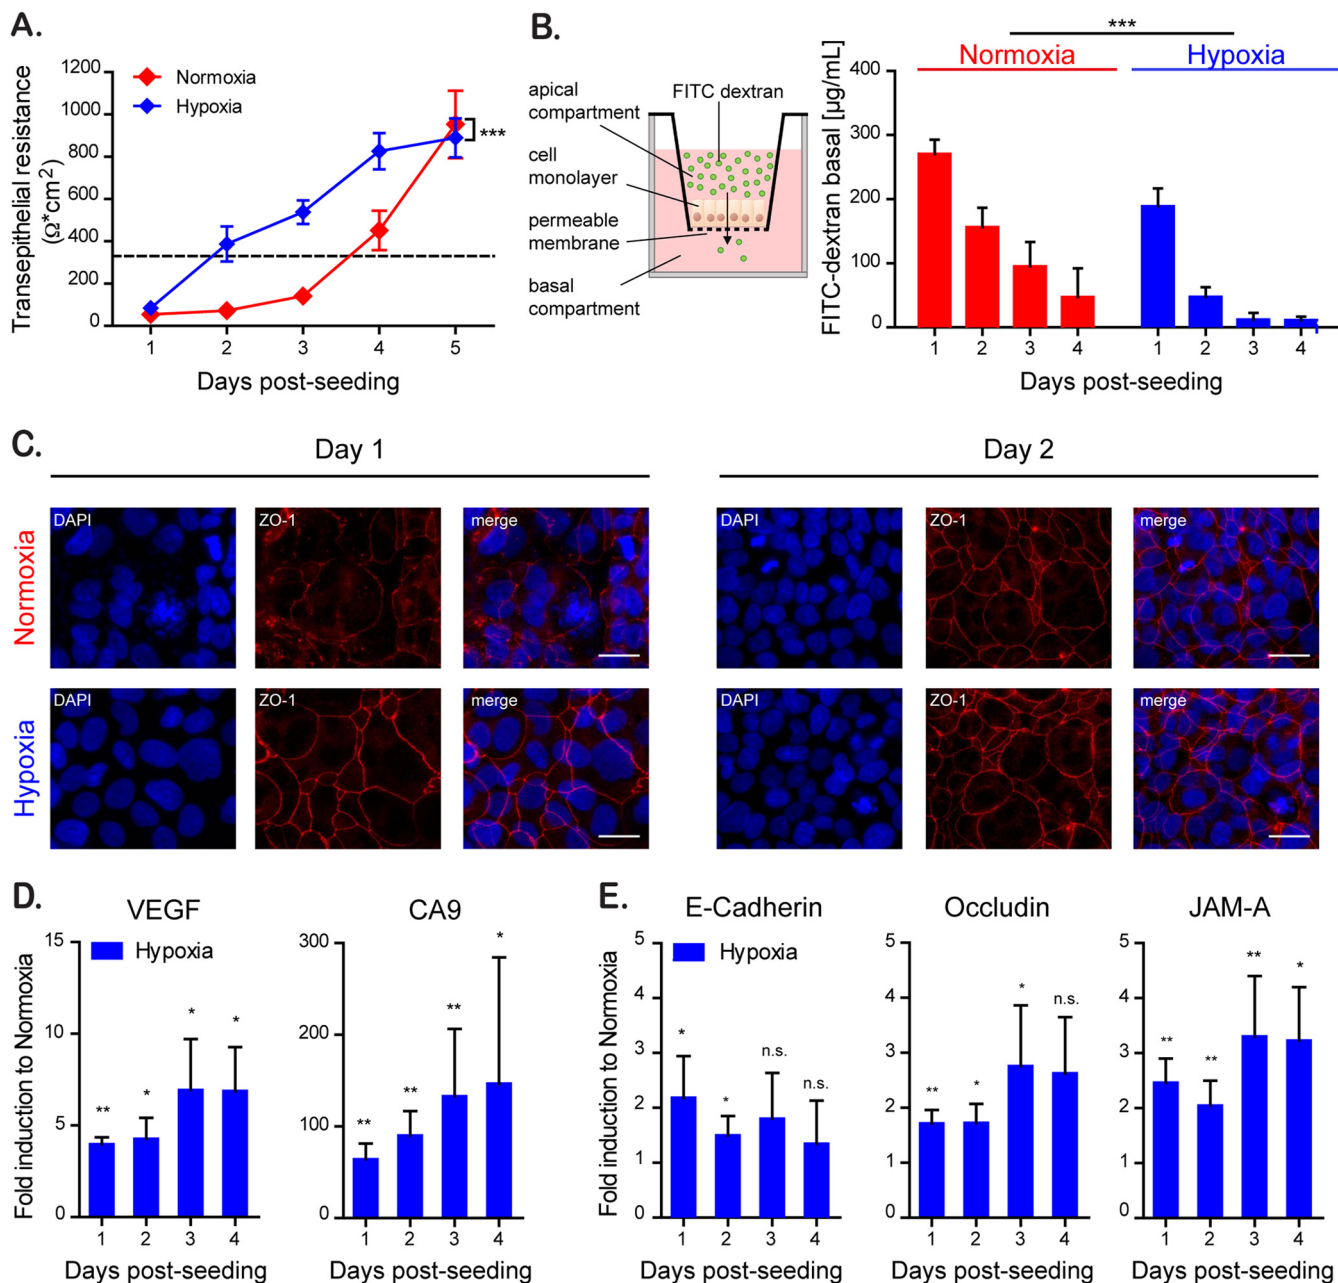 A.
Normoxia
Hypoxia
Transepithelial resistance
(Ω*cm2)
1200
1000
800
600
400
200
0
***
1 2 3 4 5
Days post-seeding
B.
apical
compartment
FITC dextran
cell
monolayer
permeable
membrane
basal
compartment
***
Normoxia Hypoxia
FITC-dextran basal [µg/mL]
400
300
200
100
0
1 2 3 4 1 2 3 4
Days post-seeding Days post-seeding
C.
Day 1 Day 2
Normoxia
DAPI ZO-1 merge DAPI ZO-1 merge
Hypoxia
DAPI ZO-1 merge DAPI ZO-1 merge
D.
VEGF
Hypoxia
Fold induction to Normoxia
15
10
5
0
** * * *
1 2 3 4
Days post-seeding
CA9
300
200
100
0
** ** ** *
1 2 3 4
Days post-seeding
E.
E-Cadherin
Hypoxia
Fold induction to Normoxia
5
4
3
2
1
0
* * n.s. n.s.
1 2 3 4
Days post-seeding
Occludin
5
4
3
2
1
0
** * * n.s.
1 2 3 4
Days post-seeding
JAM-A
5
4
3
2
1
0
** ** ** *
1 2 3 4
Days post-seeding